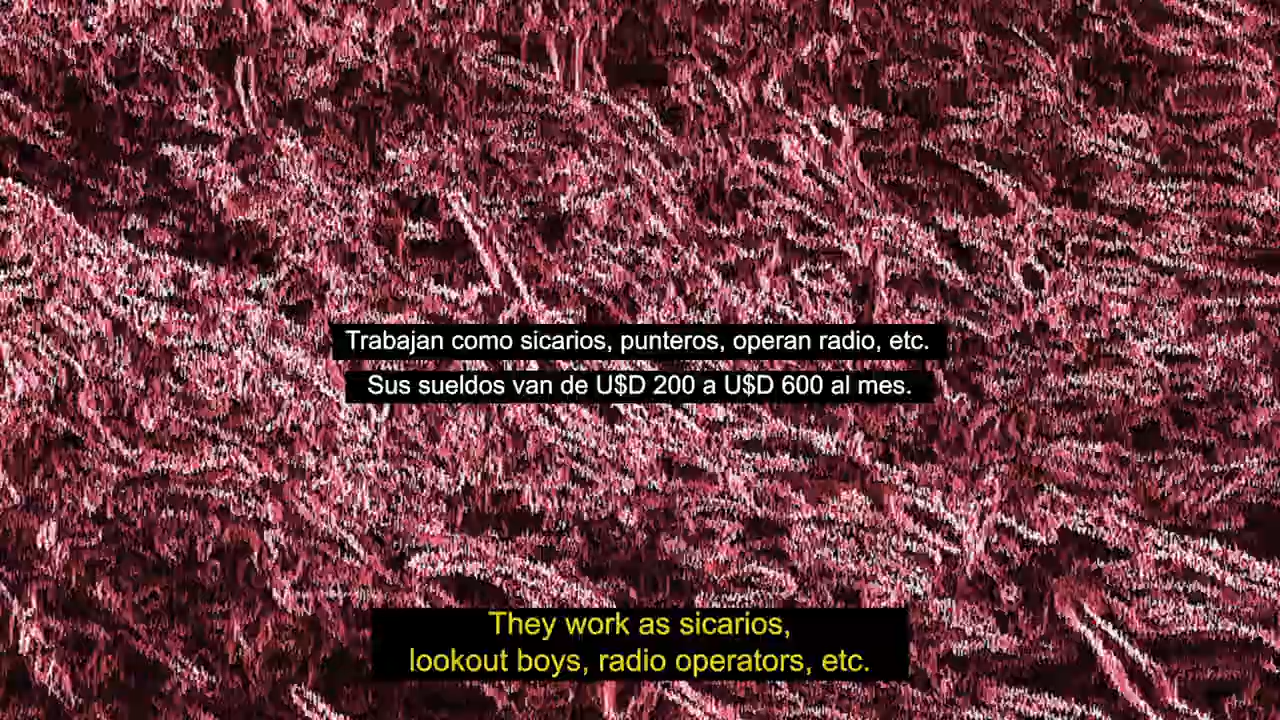 Trabajan como sicarios, punteros, operan radio, etc.
Sus sueldos van de U$D 200 a U$D 600 al mes.
They work as sicarios,
lookout boys, radio operators, etc.